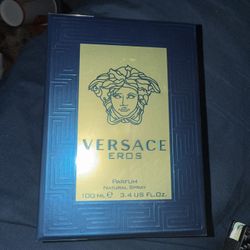 VERSACE
EROS
PARFUM
NATURAL SPRAY
100 ML ℮ 3.4 US FL.OZ.